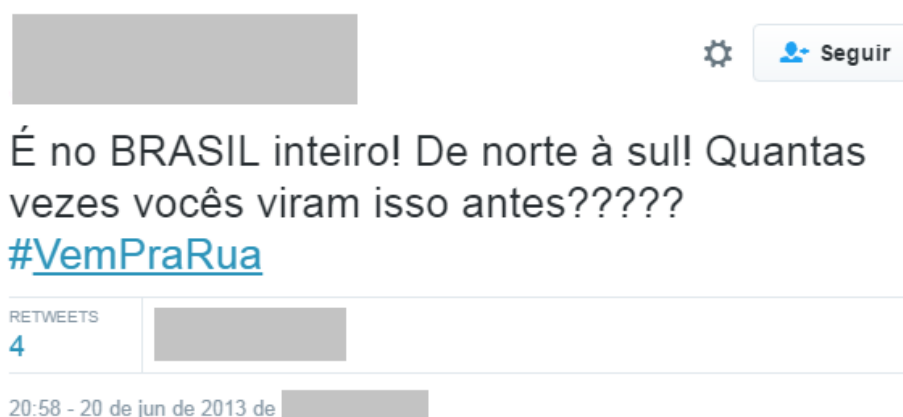 Seguir
É no BRASIL inteiro! De norte à sul! Quantas
vezes vocês viram isso antes?????
#VemPraRua
RETWEETS
4
20:58 - 20 de jun de 2013 de